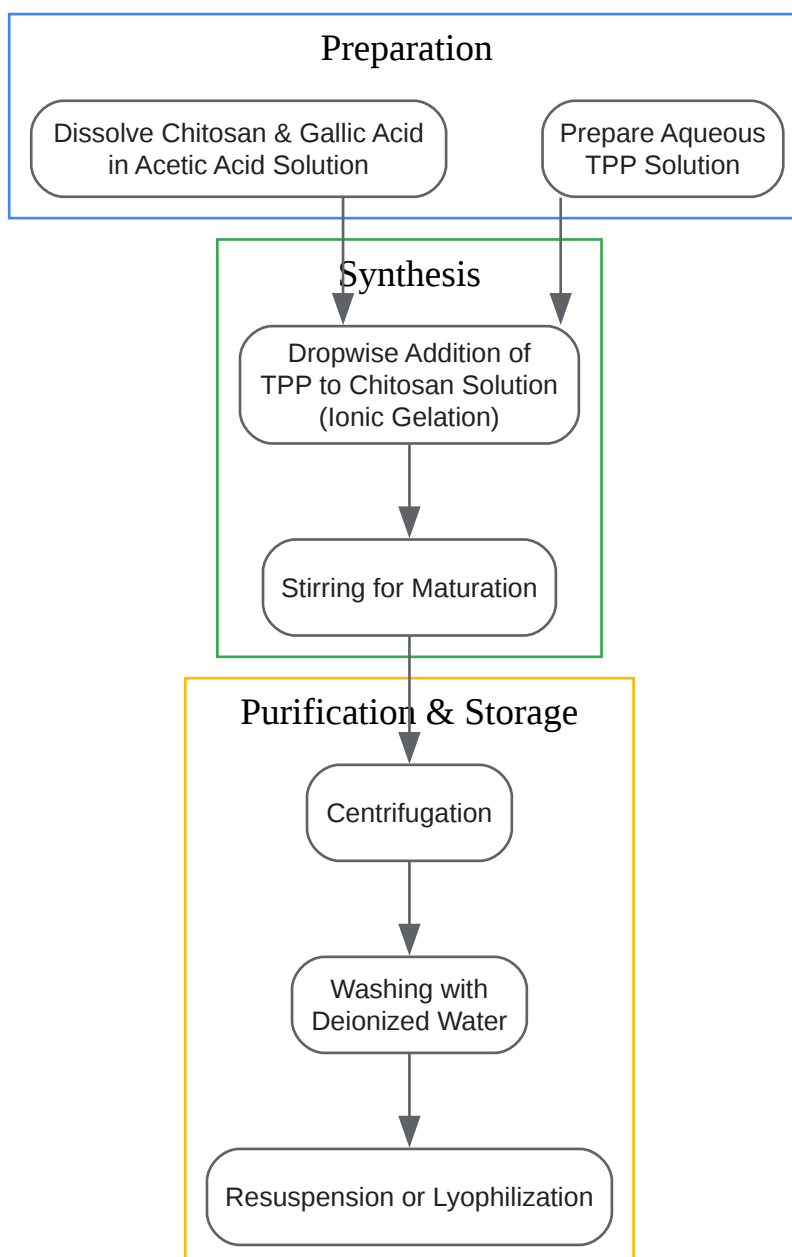 Preparation
Dissolve Chitosan & Gallic Acid
in Acetic Acid Solution
Prepare Aqueous
TPP Solution
Synthesis
Dropwise Addition of
TPP to Chitosan Solution
(Ionic Gelation)
Stirring for Maturation
Purification & Storage
Centrifugation
Washing with
Deionized Water
Resuspension or Lyophilization